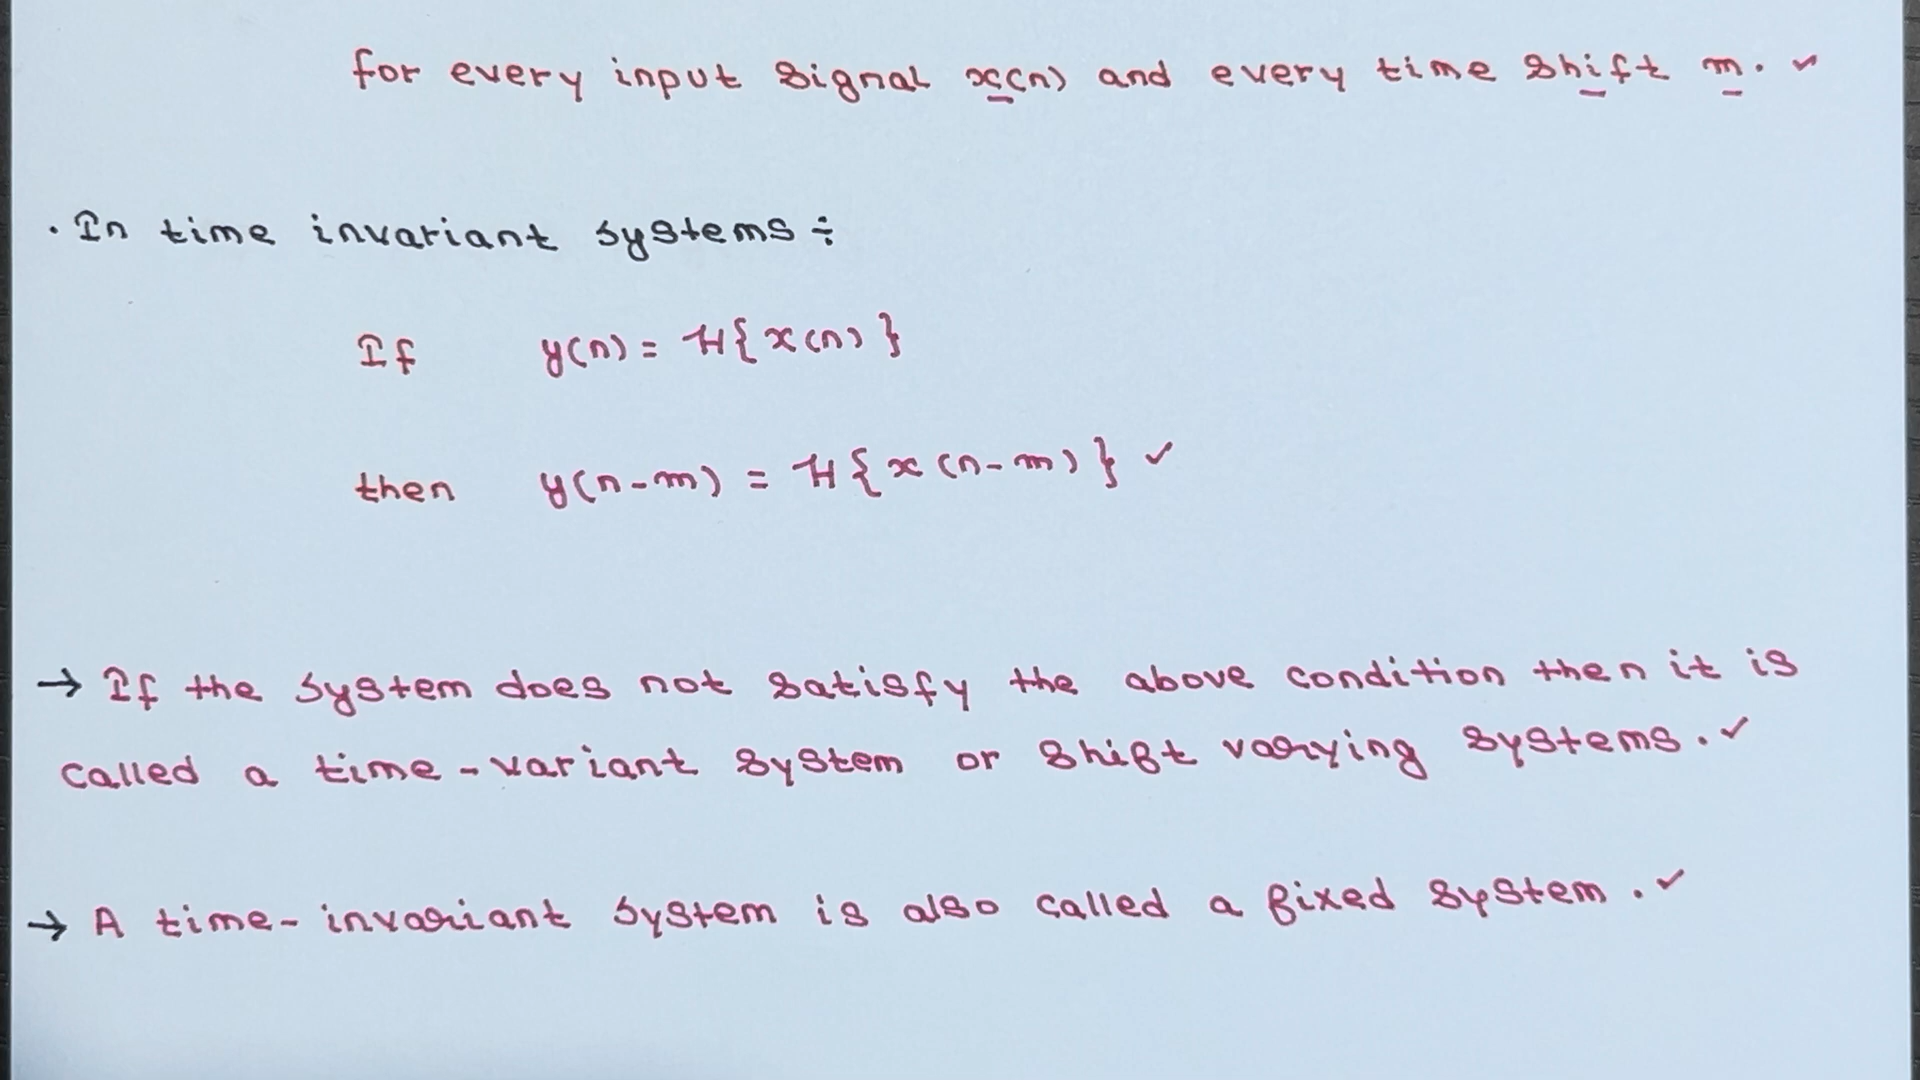 for every input signal x(n) and every time shift m. ✓
• In time invariant systems ÷
If y(n) = H{x(n)}
then y(n-m) = H{x(n-m)} ✓
→ If the system does not satisfy the above condition then it is
called a time-variant system or shift varying systems. ✓
→ A time-invariant system is also called a fixed system. ✓